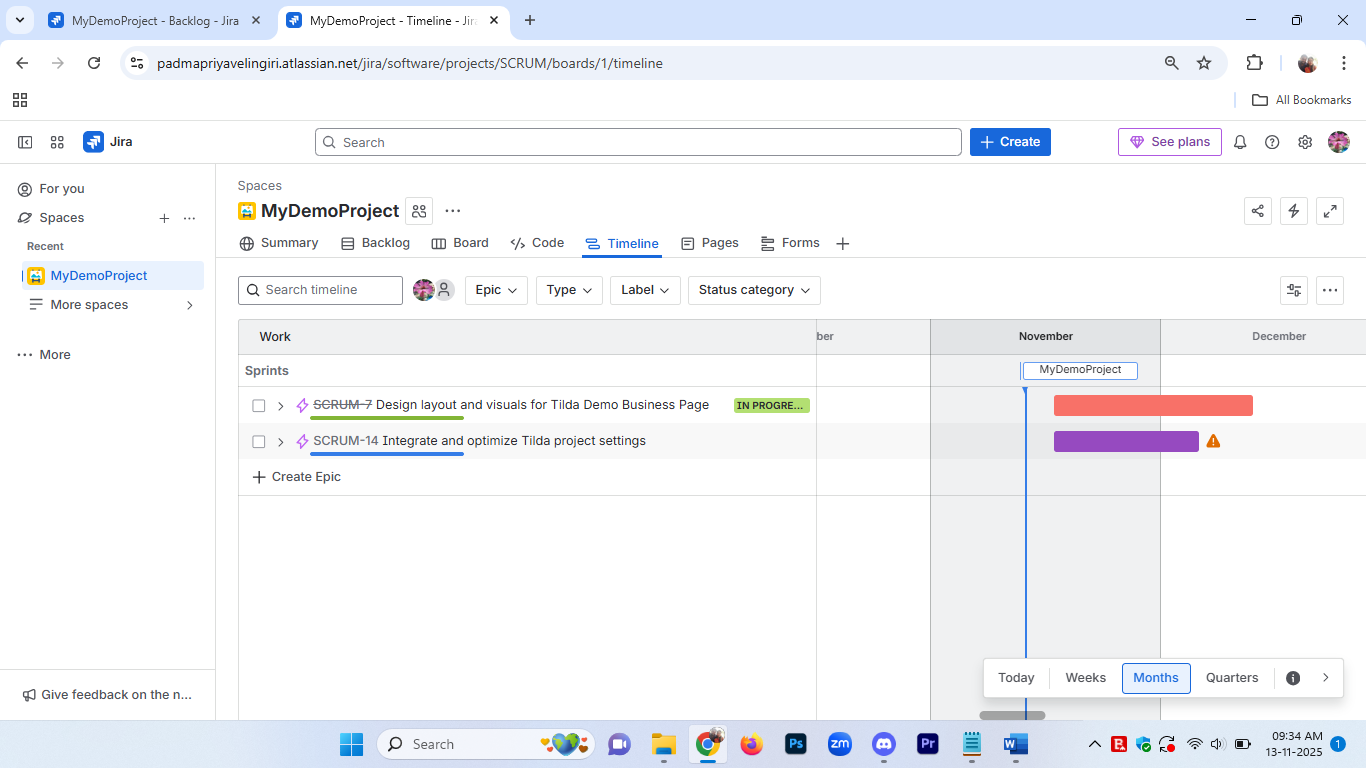 MyDemoProject - Backlog - Jira
MyDemoProject - Timeline - Jira
padmapriyavelingiri.atlassian.net/jira/software/projects/SCRUM/boards/1/timeline
All Bookmarks
Jira
Search
Create
See plans
For you
Spaces
Recent
MyDemoProject
More spaces
More
Give feedback on the n...
Spaces
MyDemoProject
Summary
Backlog
Board
Code
Timeline
Pages
Forms
Search timeline
Epic
Type
Label
Status category
Work
ber
November
December
Sprints
MyDemoProject
SCRUM-7 Design layout and visuals for Tilda Demo Business Page
IN PROGRE...
SCRUM-14 Integrate and optimize Tilda project settings
Create Epic
Today
Weeks
Months
Quarters
Search
Ps
zm
Pr
W
09:34 AM
13-11-2025
1